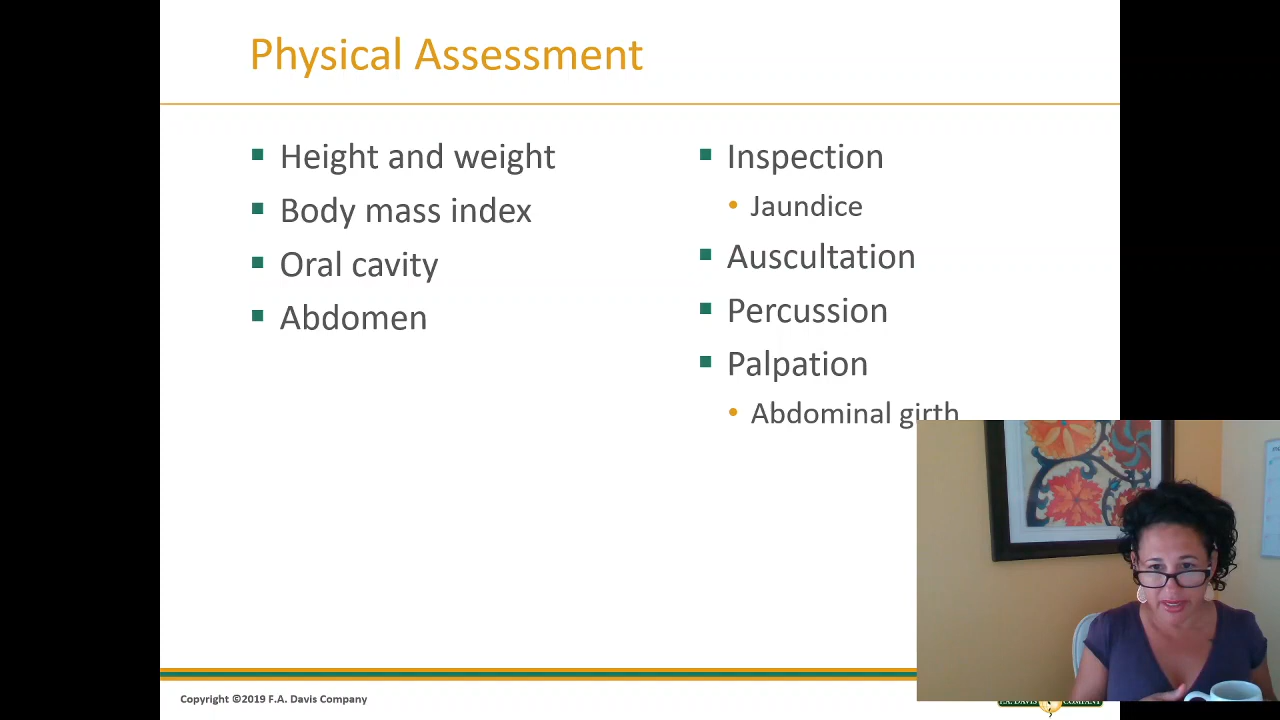 Physical Assessment
Height and weight
Body mass index
Oral cavity
Abdomen
Inspection
Jaundice
Auscultation
Percussion
Palpation
Abdominal girth
Copyright ©2019 F.A. Davis Company